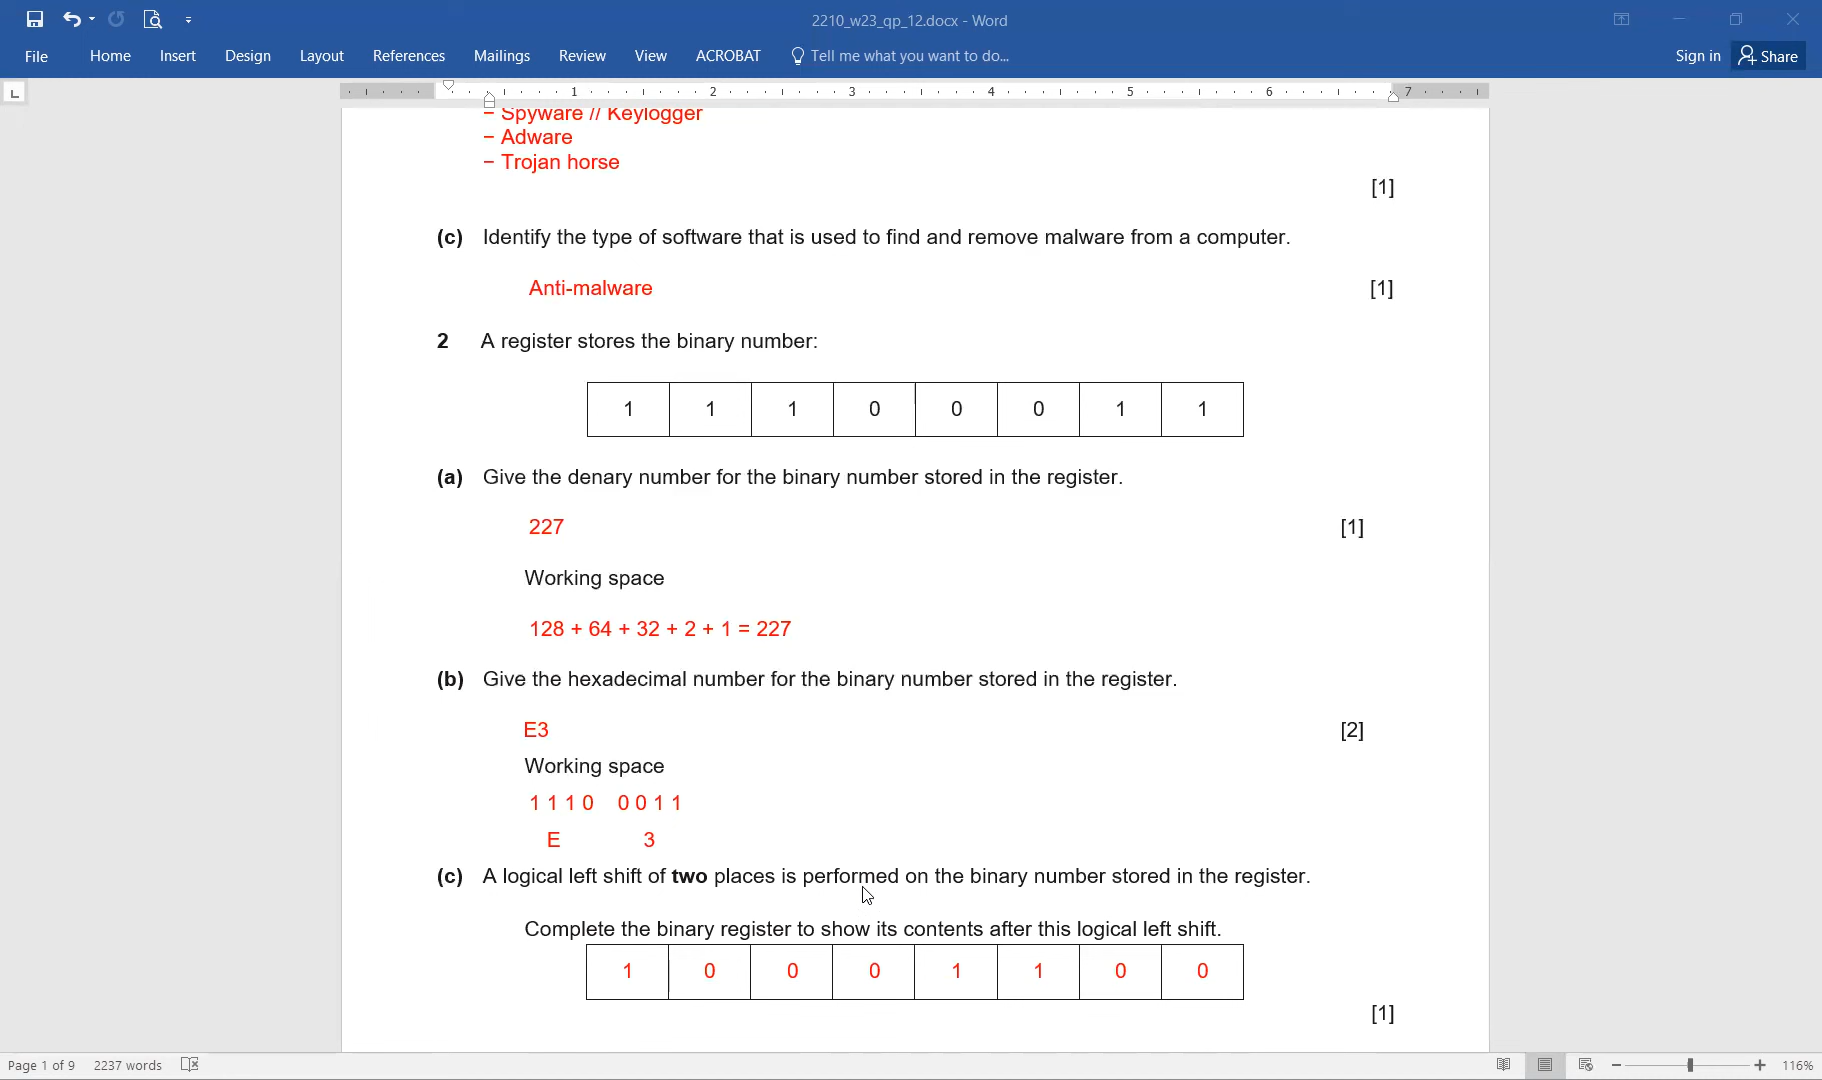 2210_w23_qp_12.docx - Word
File Home Insert Design Layout References Mailings Review View ACROBAT Tell me what you want to do... Sign in Share
1 2 3 4 5 6 7
– Spyware // Keylogger
– Adware
– Trojan horse
[1]
(c) Identify the type of software that is used to find and remove malware from a computer.
Anti-malware [1]
2 A register stores the binary number:
1 1 1 0 0 0 1 1
(a) Give the denary number for the binary number stored in the register.
227 [1]
Working space
128 + 64 + 32 + 2 + 1 = 227
(b) Give the hexadecimal number for the binary number stored in the register.
E3 [2]
Working space
1 1 1 0 0 0 1 1
E 3
(c) A logical left shift of two places is performed on the binary number stored in the register.
Complete the binary register to show its contents after this logical left shift.
1 0 0 0 1 1 0 0
[1]
Page 1 of 9 2237 words 116%